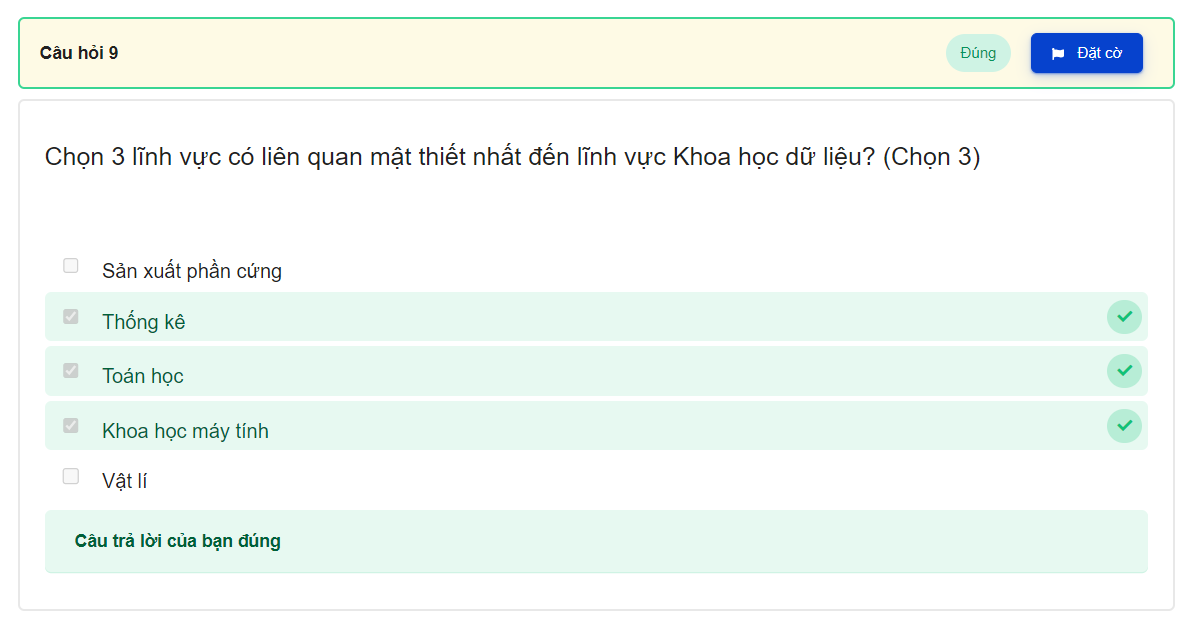 Câu hỏi 9
Đúng
Đặt cờ
Chọn 3 lĩnh vực có liên quan mật thiết nhất đến lĩnh vực Khoa học dữ liệu? (Chọn 3)
Sản xuất phần cứng
Thống kê
Toán học
Khoa học máy tính
Vật lí
Câu trả lời của bạn đúng